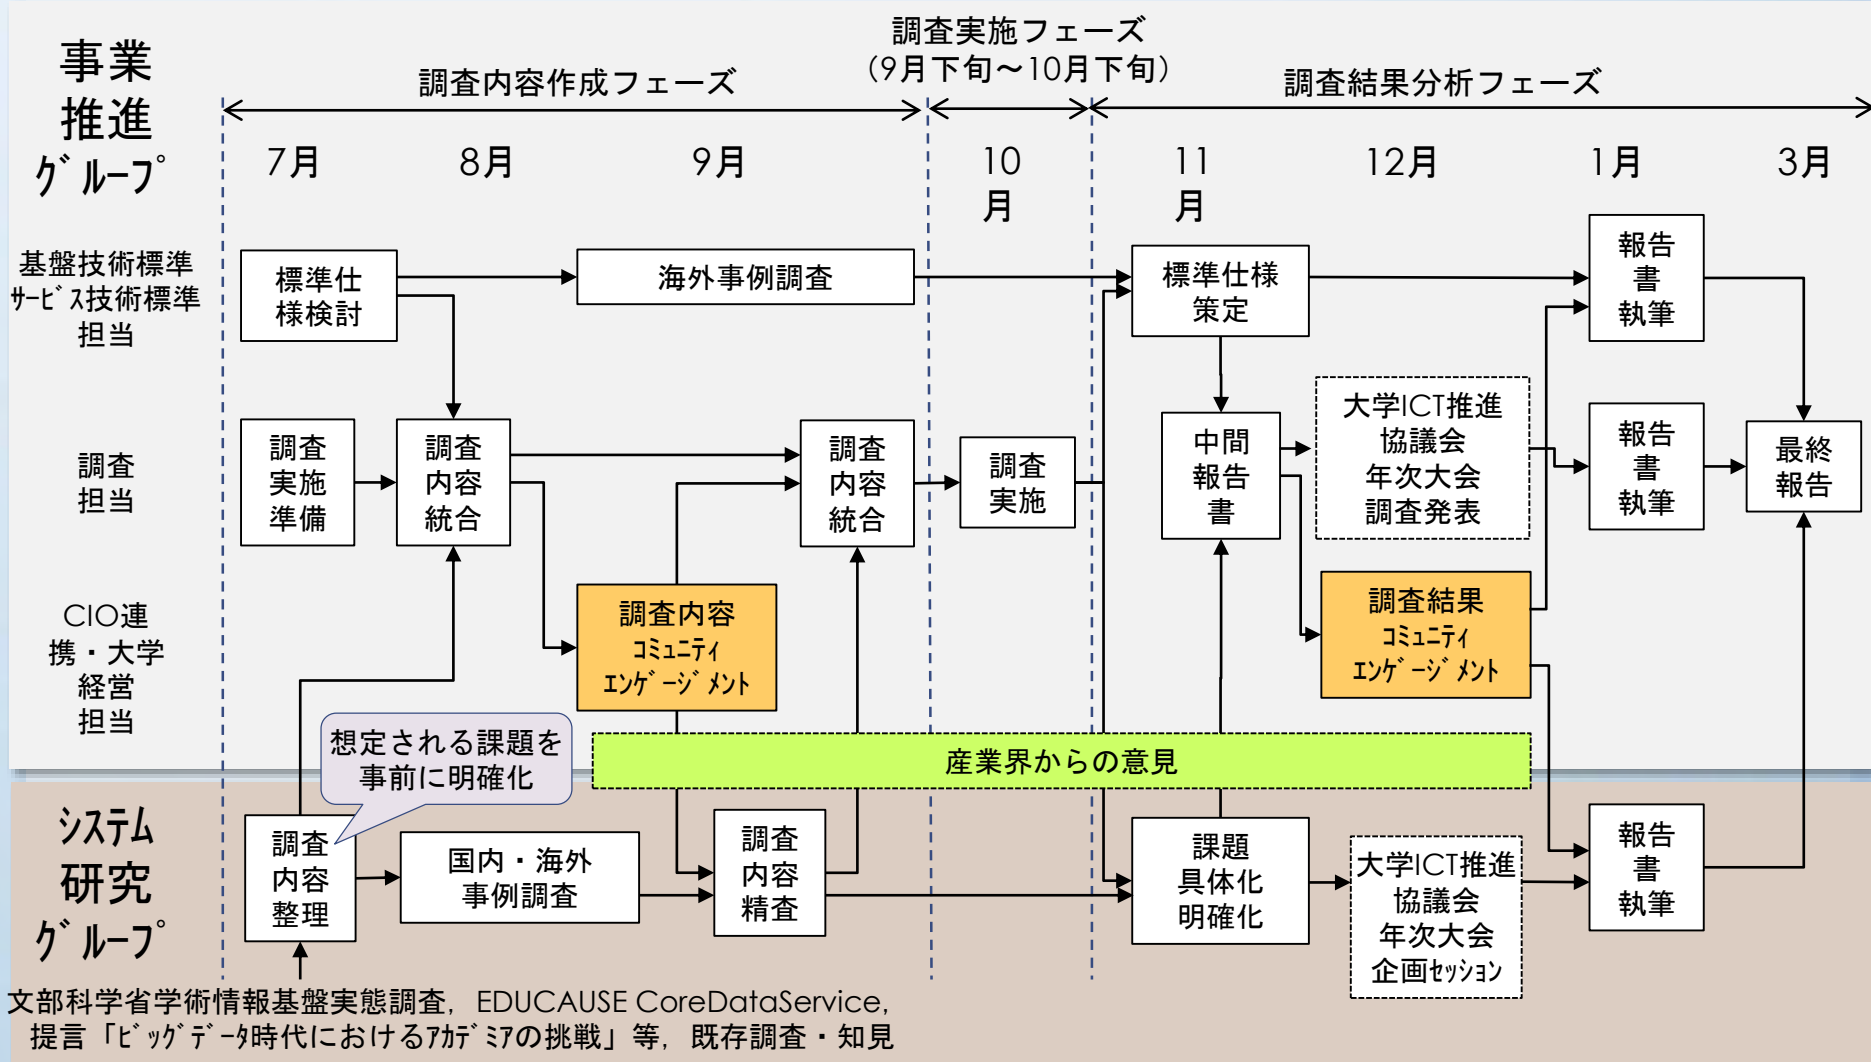 事業
推進
ｸﾞﾙｰﾌﾟ
調査内容作成フェーズ
調査実施フェーズ
(9月下旬～10月下旬)
調査結果分析フェーズ
7月
8月
9月
10
月
11
月
12月
1月
3月
基盤技術標準
ｻｰﾋﾞｽ技術標準
担当
標準仕
様検討
海外事例調査
標準仕様
策定
報告
書
執筆
調査
担当
調査
実施
準備
調査
内容
統合
調査
内容
統合
調査
実施
中間
報告
書
大学ICT推進
協議会
年次大会
調査発表
報告
書
執筆
最終
報告
CIO連
携・大学
経営
担当
調査内容
ｺﾐｭﾆﾃｨ
ｴﾝｹﾞｰｼﾞﾒﾝﾄ
調査結果
ｺﾐｭﾆﾃｨ
ｴﾝｹﾞｰｼﾞﾒﾝﾄ
想定される課題を
事前に明確化
産業界からの意見
ｼｽﾃﾑ
研究
ｸﾞﾙｰﾌﾟ
調査
内容
整理
国内・海外
事例調査
調査
内容
精査
課題
具体化
明確化
大学ICT推進
協議会
年次大会
企画ｾｯｼｮﾝ
報告
書
執筆
文部科学省学術情報基盤実態調査，EDUCAUSE CoreDataService，
提言「ﾋﾞｯｸﾞﾃﾞｰﾀ時代におけるｱｶﾃﾞﾐｱの挑戦」等，既存調査・知見